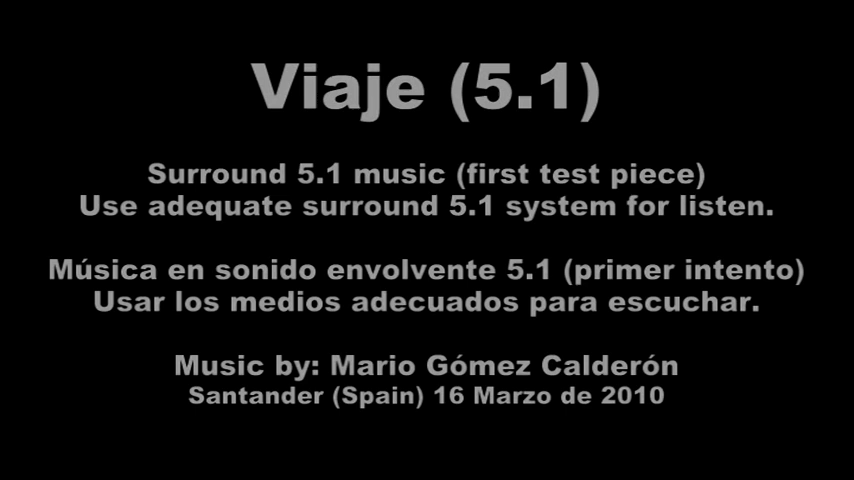 Viaje (5.1)
Surround 5.1 music (first test piece)
Use adequate surround 5.1 system for listen.
Música en sonido envolvente 5.1 (primer intento)
Usar los medios adecuados para escuchar.
Music by: Mario Gómez Calderón
Santander (Spain) 16 Marzo de 2010